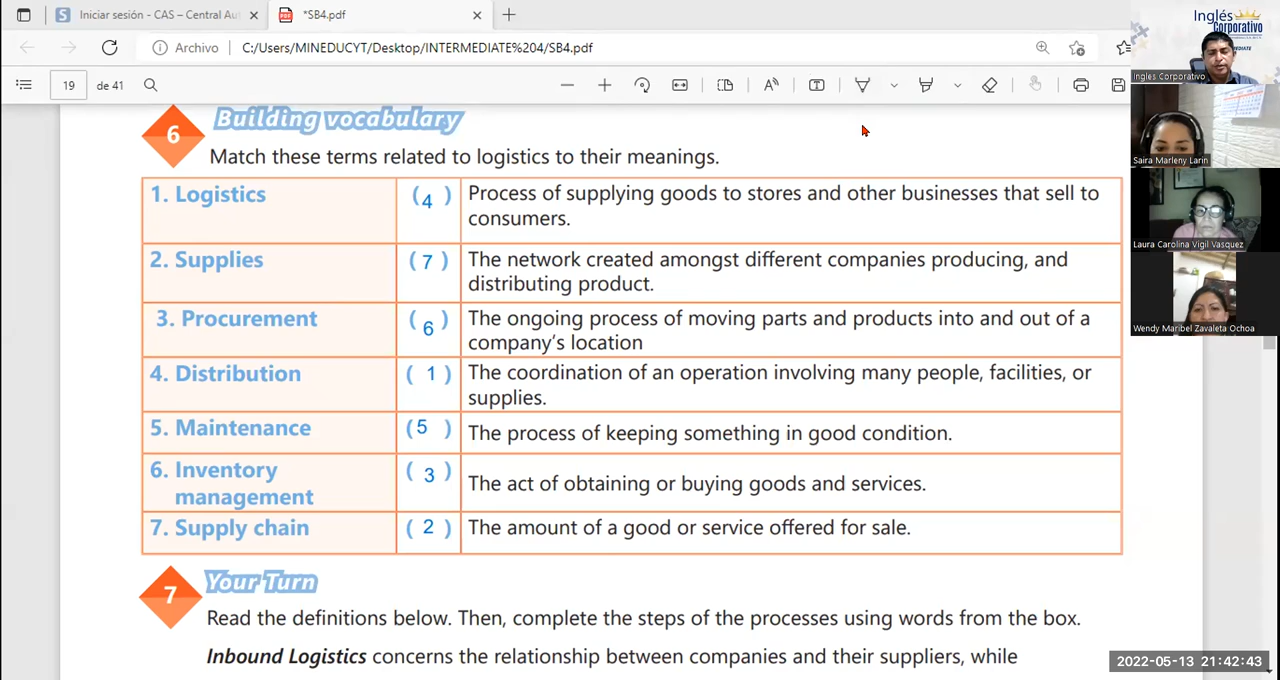 Iniciar sesión - CAS – Central Au
*SB4.pdf
Archivo C:/Users/MINEDUCYT/Desktop/INTERMEDIATE%204/SB4.pdf
19 de 41
Inglés
Corporativo
Ingles Corporativo
Saira Marleny Larin
Laura Carolina Vigil Vasquez
Wendy Maribel Zavaleta Ochoa
6 Building vocabulary
Match these terms related to logistics to their meanings.
1. Logistics ( 4 ) Process of supplying goods to stores and other businesses that sell to
consumers.
2. Supplies ( 7 ) The network created amongst different companies producing, and
distributing product.
3. Procurement ( 6 ) The ongoing process of moving parts and products into and out of a
company's location
4. Distribution ( 1 ) The coordination of an operation involving many people, facilities, or
supplies.
5. Maintenance ( 5 ) The process of keeping something in good condition.
6. Inventory
management ( 3 ) The act of obtaining or buying goods and services.
7. Supply chain ( 2 ) The amount of a good or service offered for sale.
7 Your Turn
Read the definitions below. Then, complete the steps of the processes using words from the box.
Inbound Logistics concerns the relationship between companies and their suppliers, while
2022-05-13 21:42:43